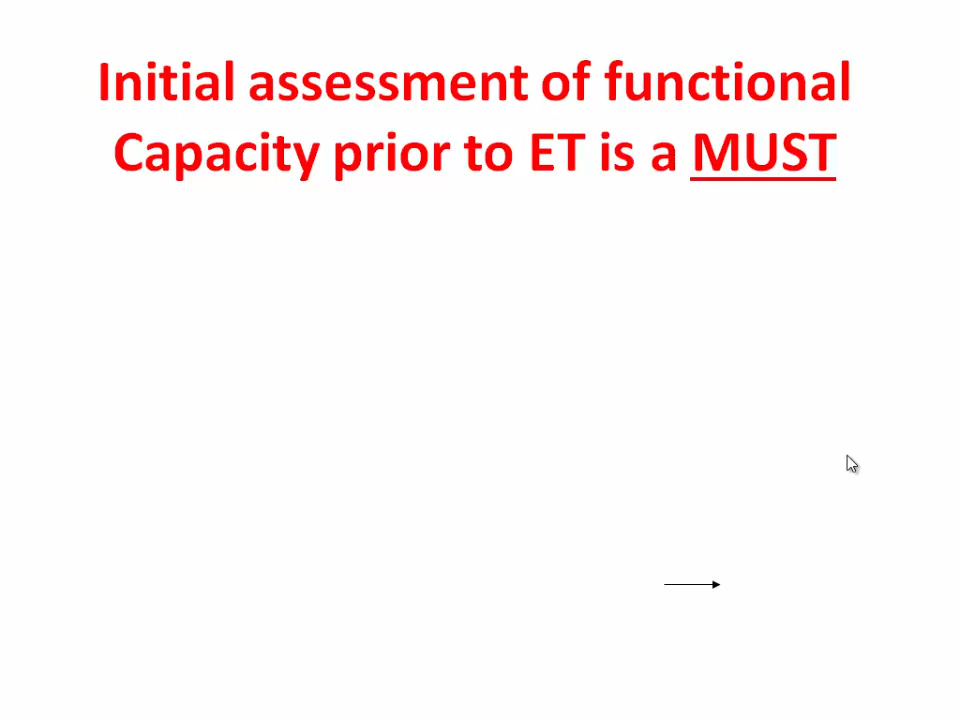 Initial assessment of functional
Capacity prior to ET is a MUST